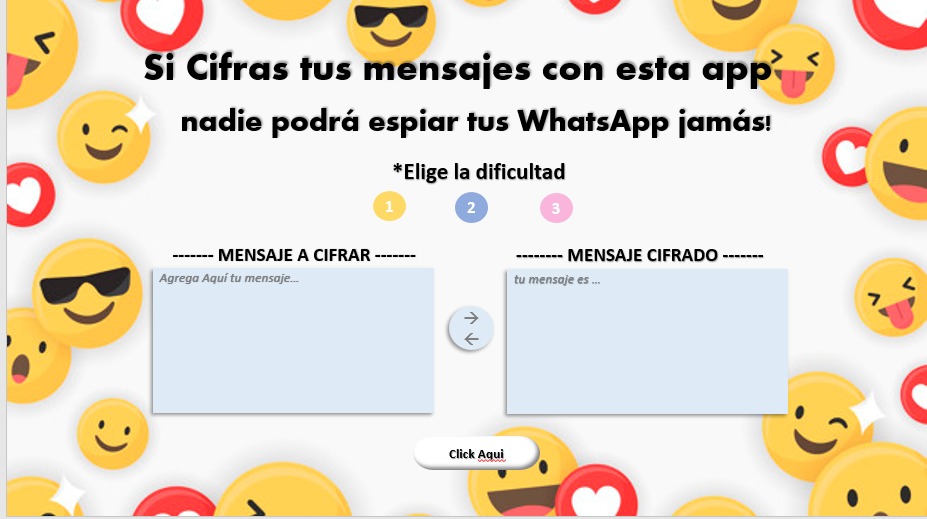 Si Cifras tus mensajes con esta app
nadie podrá espiar tus WhatsApp jamás!
*Elige la dificultad
1 2 3
------- MENSAJE A CIFRAR -------
Agrega Aquí tu mensaje...
-------- MENSAJE CIFRADO -------
tu mensaje es ...
Click Aqui